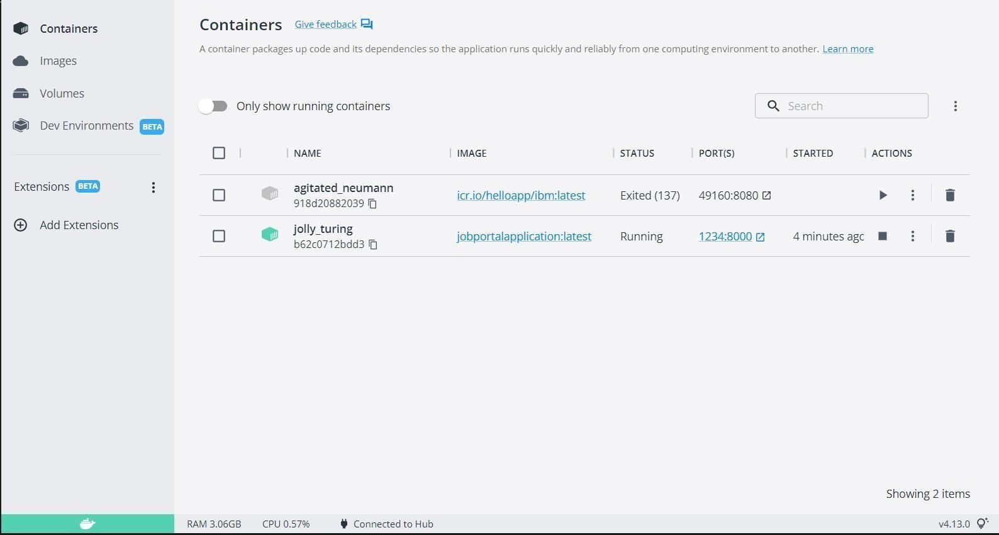 Containers
Images
Volumes
Dev Environments BETA
Extensions BETA
Add Extensions
Containers Give feedback
A container packages up code and its dependencies so the application runs quickly and reliably from one computing environment to another. Learn more
Only show running containers
Search
NAME IMAGE STATUS PORT(S) STARTED ACTIONS
agitated_neumann
918d20882039
icr.io/helloapp/ibm:latest Exited (137) 49160:8080
jolly_turing
b62c0712bdd3
jobportalapplication:latest Running 1234:8000 4 minutes agc
Showing 2 items
RAM 3.06GB CPU 0.57% Connected to Hub v4.13.0